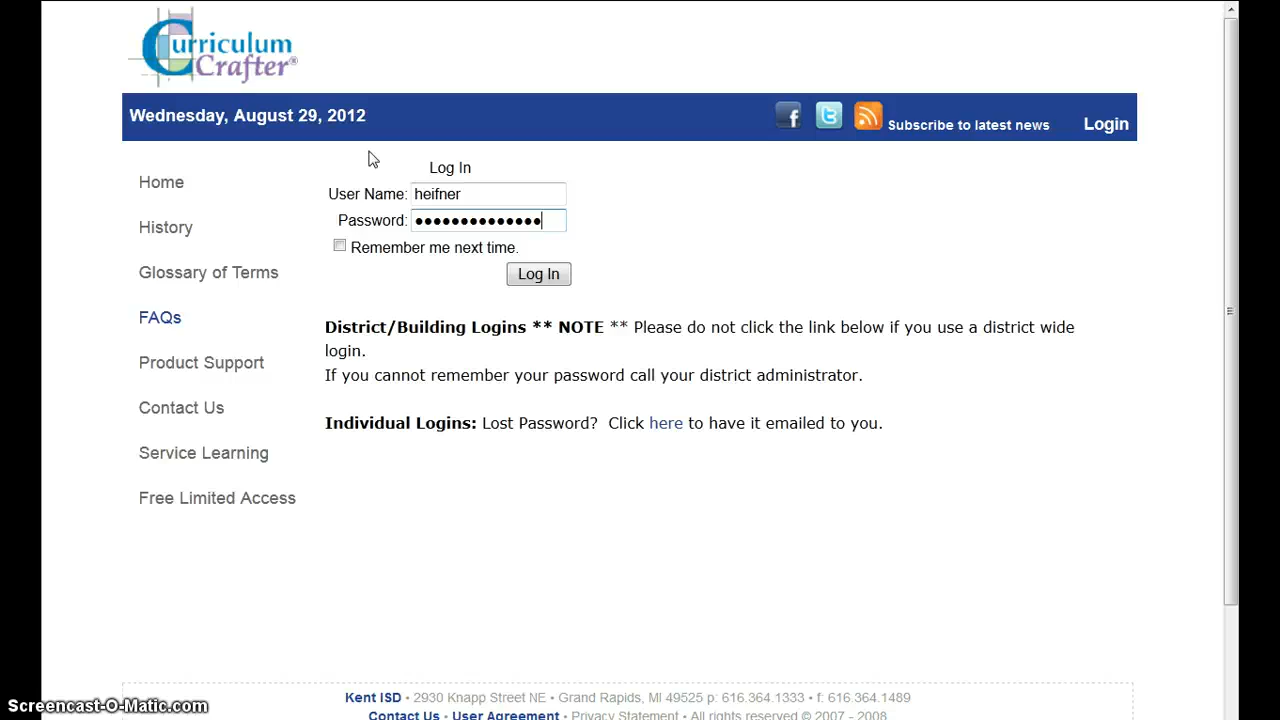 Curriculum
Crafter®
Wednesday, August 29, 2012
Subscribe to latest news
Login
Home
History
Glossary of Terms
FAQs
Product Support
Contact Us
Service Learning
Free Limited Access
Log In
User Name: heifner
Password: ••••••••••••••
Remember me next time.
Log In
District/Building Logins ** NOTE ** Please do not click the link below if you use a district wide
login.
If you cannot remember your password call your district administrator.
Individual Logins: Lost Password? Click here to have it emailed to you.
Kent ISD • 2930 Knapp Street NE • Grand Rapids, MI 49525 p: 616.364.1333 • f: 616.364.1489
Contact Us • User Agreement • Privacy Statement • All rights reserved © 2007 - 2008
Screencast-O-Matic.com